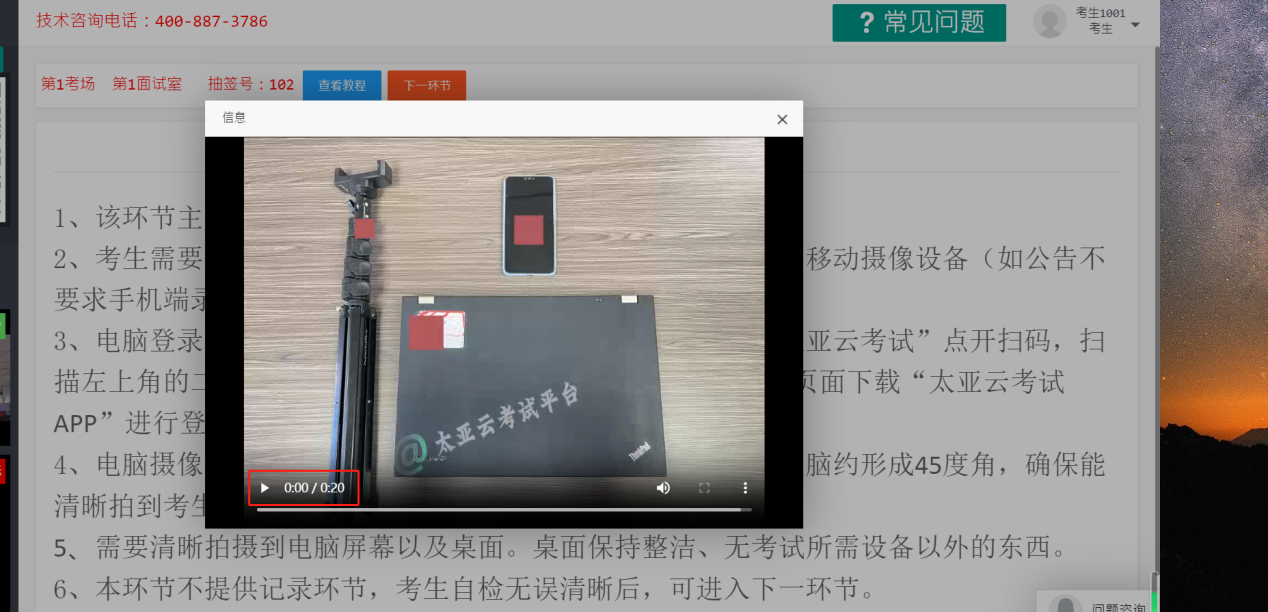 技术咨询电话：400-887-3786
? 常见问题
考生1001
考生
第1考场 第1面试室 抽签号：102 查看教程 下一环节
信息
1、该环节主
2、考生需要 移动摄像设备（如公告不
要求手机端录
3、电脑登录 亚云考试”点开扫码，扫
描左上角的二 页面下载“太亚云考试
APP”进行登
4、电脑摄像 脑约形成45度角，确保能
清晰拍到考生
@太亚云考试平台
ThinkPad
0:00 / 0:20
5、需要清晰拍摄到电脑屏幕以及桌面。桌面保持整洁、无考试所需设备以外的东西。
6、本环节不提供记录环节，考生自检无误清晰后，可进入下一环节。
问题咨询